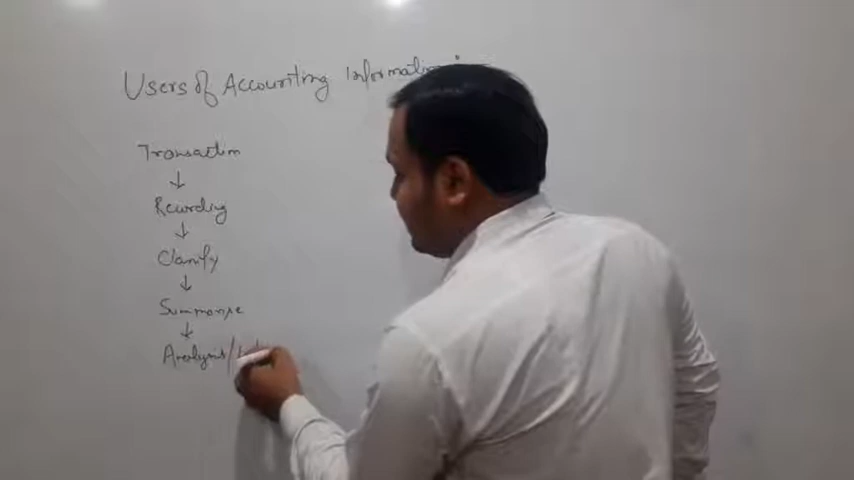 Users of Accounting Information
Transaction
↓
Recording
↓
Classify
↓
Summarize
↓
Analysis/